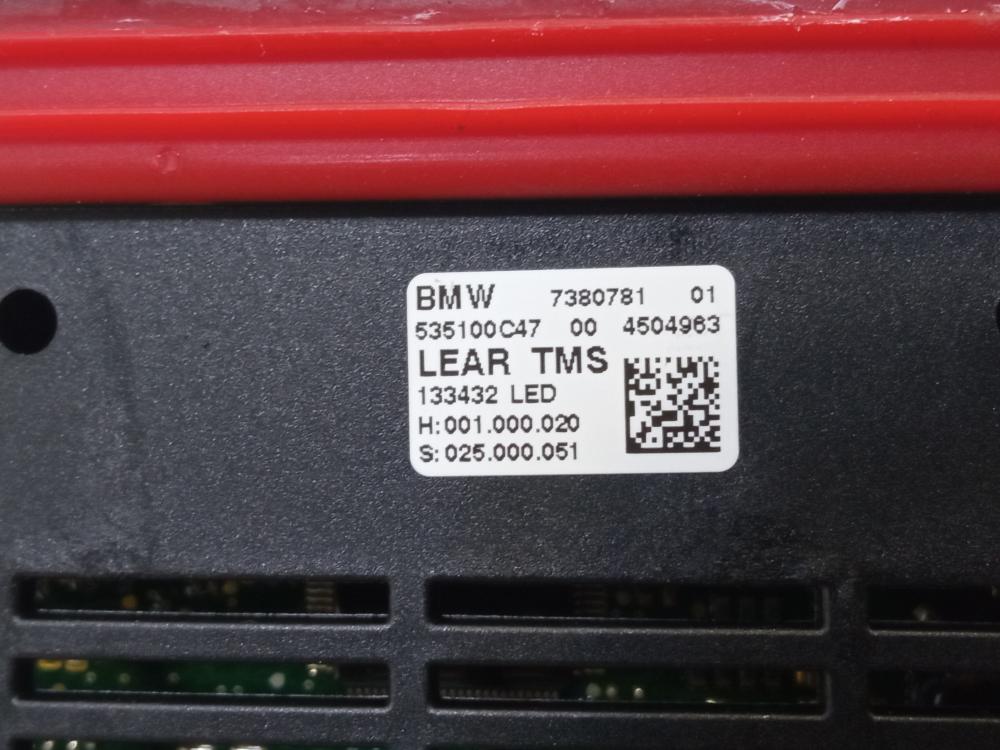 BMW 7380781 01
535100C47 00 4504963
LEAR TMS
133432 LED
H:001.000.020
S:025.000.051